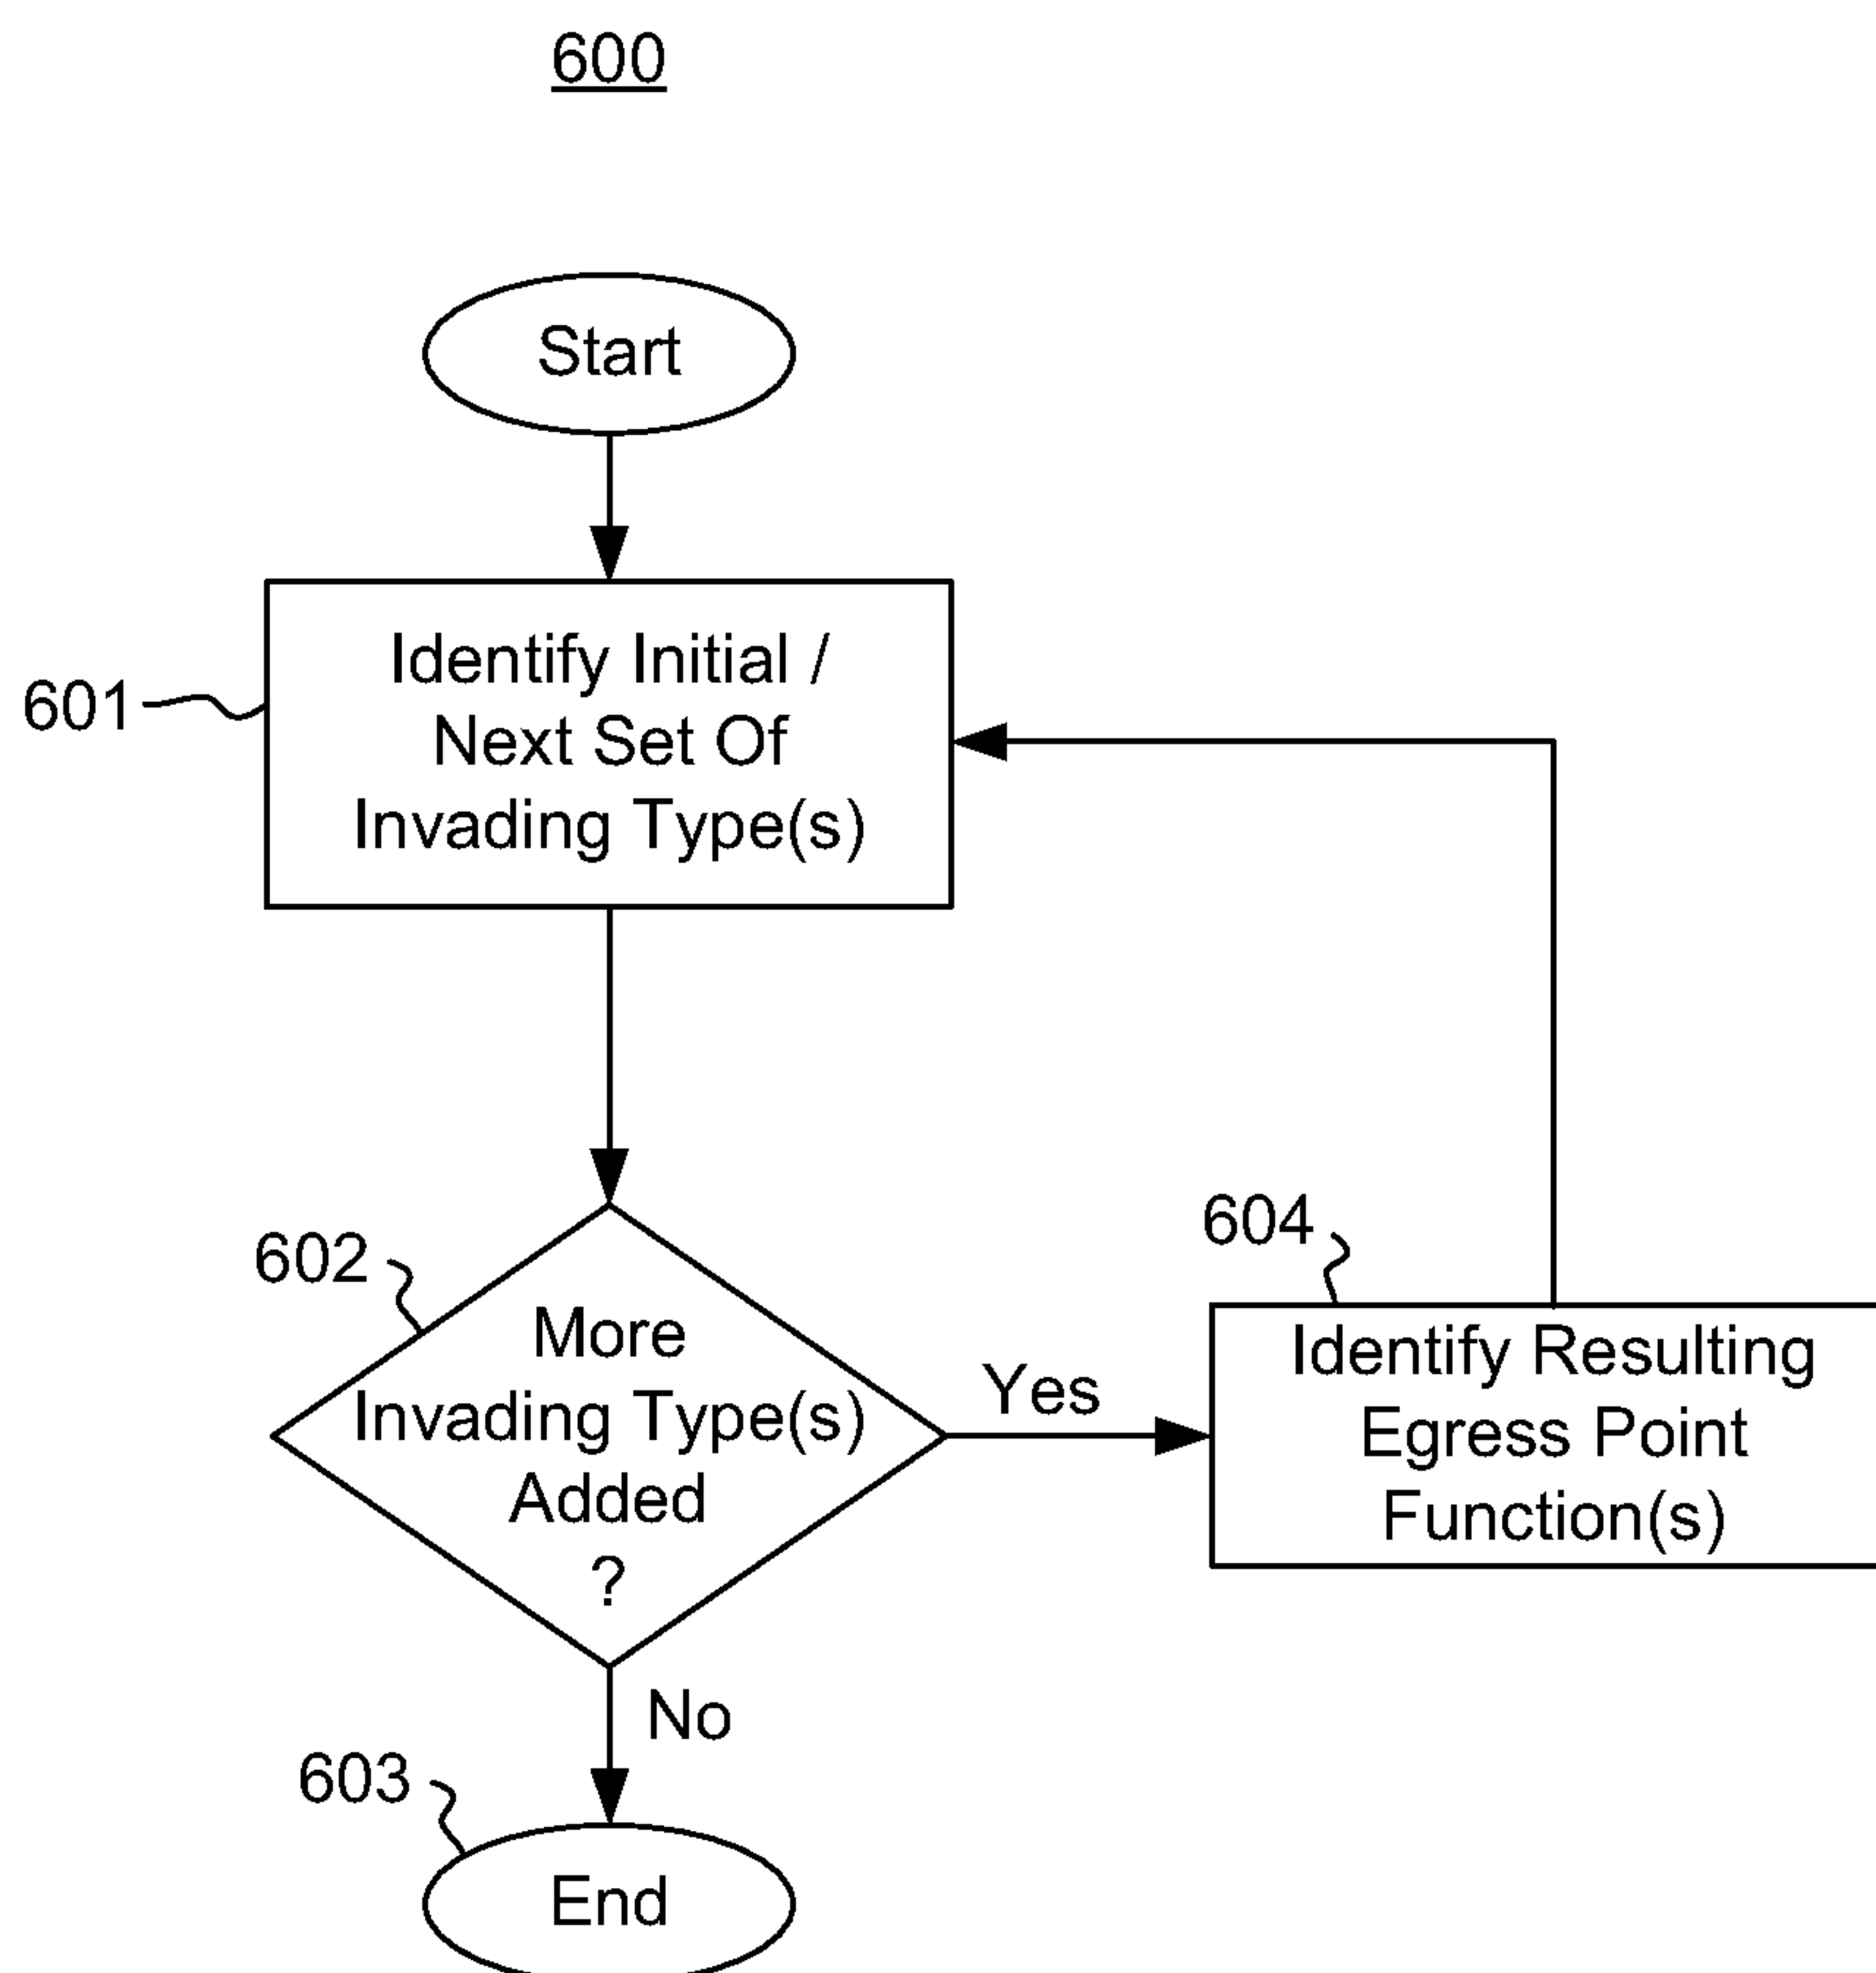 600
Start
601
Identify Initial /
Next Set Of
Invading Type(s)
602
More
Invading Type(s)
Added
?
Yes
604
Identify Resulting
Egress Point
Function(s)
No
603
End